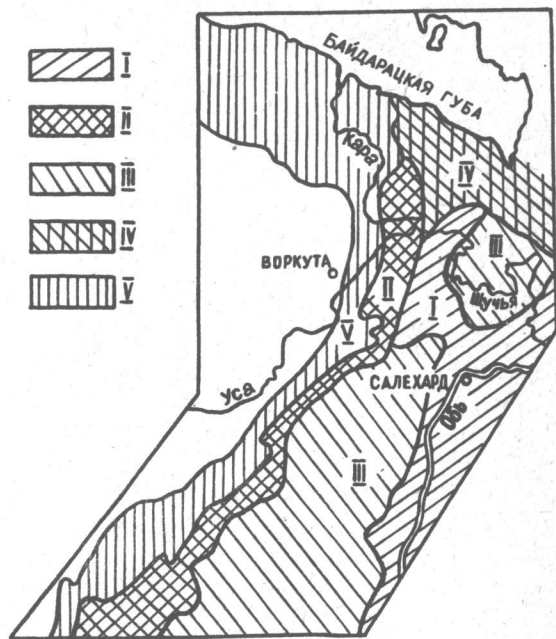 I
II
III
IV
V
БАЙДАРАЦКАЯ ГУБА
Кара
IV
III
ВОРКУТА
II
I
Щучья
V
САЛЕХАРД
Уса
Обь
III